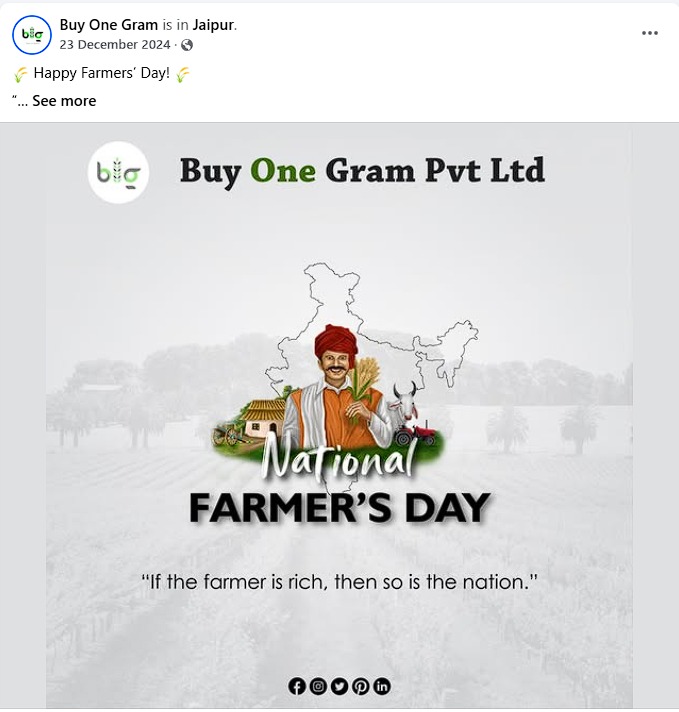 Buy One Gram is in Jaipur.
23 December 2024 ·
🌾 Happy Farmers’ Day! 🌾
“... See more
big
Buy One Gram Pvt Ltd
National
FARMER’S DAY
“If the farmer is rich, then so is the nation.”